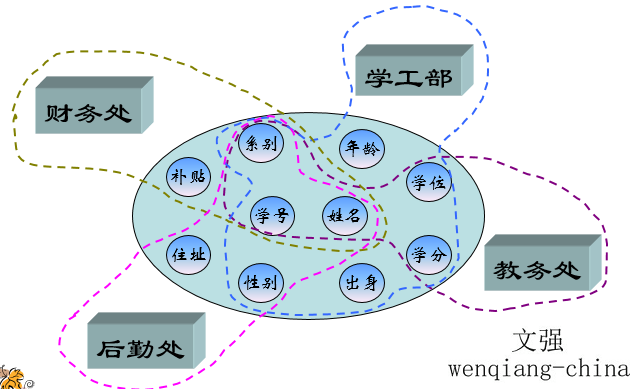 学工部
财务处
系别
年龄
补贴
学位
学号
姓名
住址
学分
性别
出身
教务处
后勤处
文强
wenqiang-china